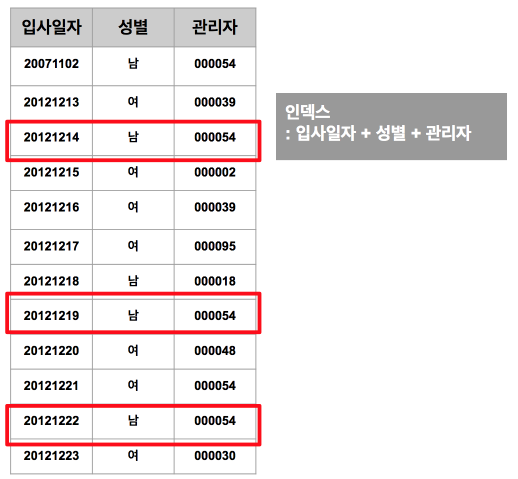 입사일자 성별 관리자
20071102 남 000054
20121213 여 000039
20121214 남 000054
20121215 여 000002
20121216 여 000039
20121217 여 000095
20121218 남 000018
20121219 남 000054
20121220 여 000048
20121221 여 000054
20121222 남 000054
20121223 여 000030
인덱스
: 입사일자 + 성별 + 관리자